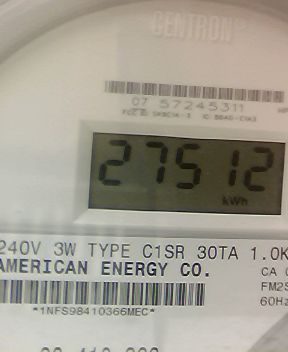 CENTRON
07 57245311
27512
kWh
240V 3W TYPE C1SR 30TA 1.0K
AMERICAN ENERGY CO.
CA
FM2S
60Hz
*1NFS98410366MEC*